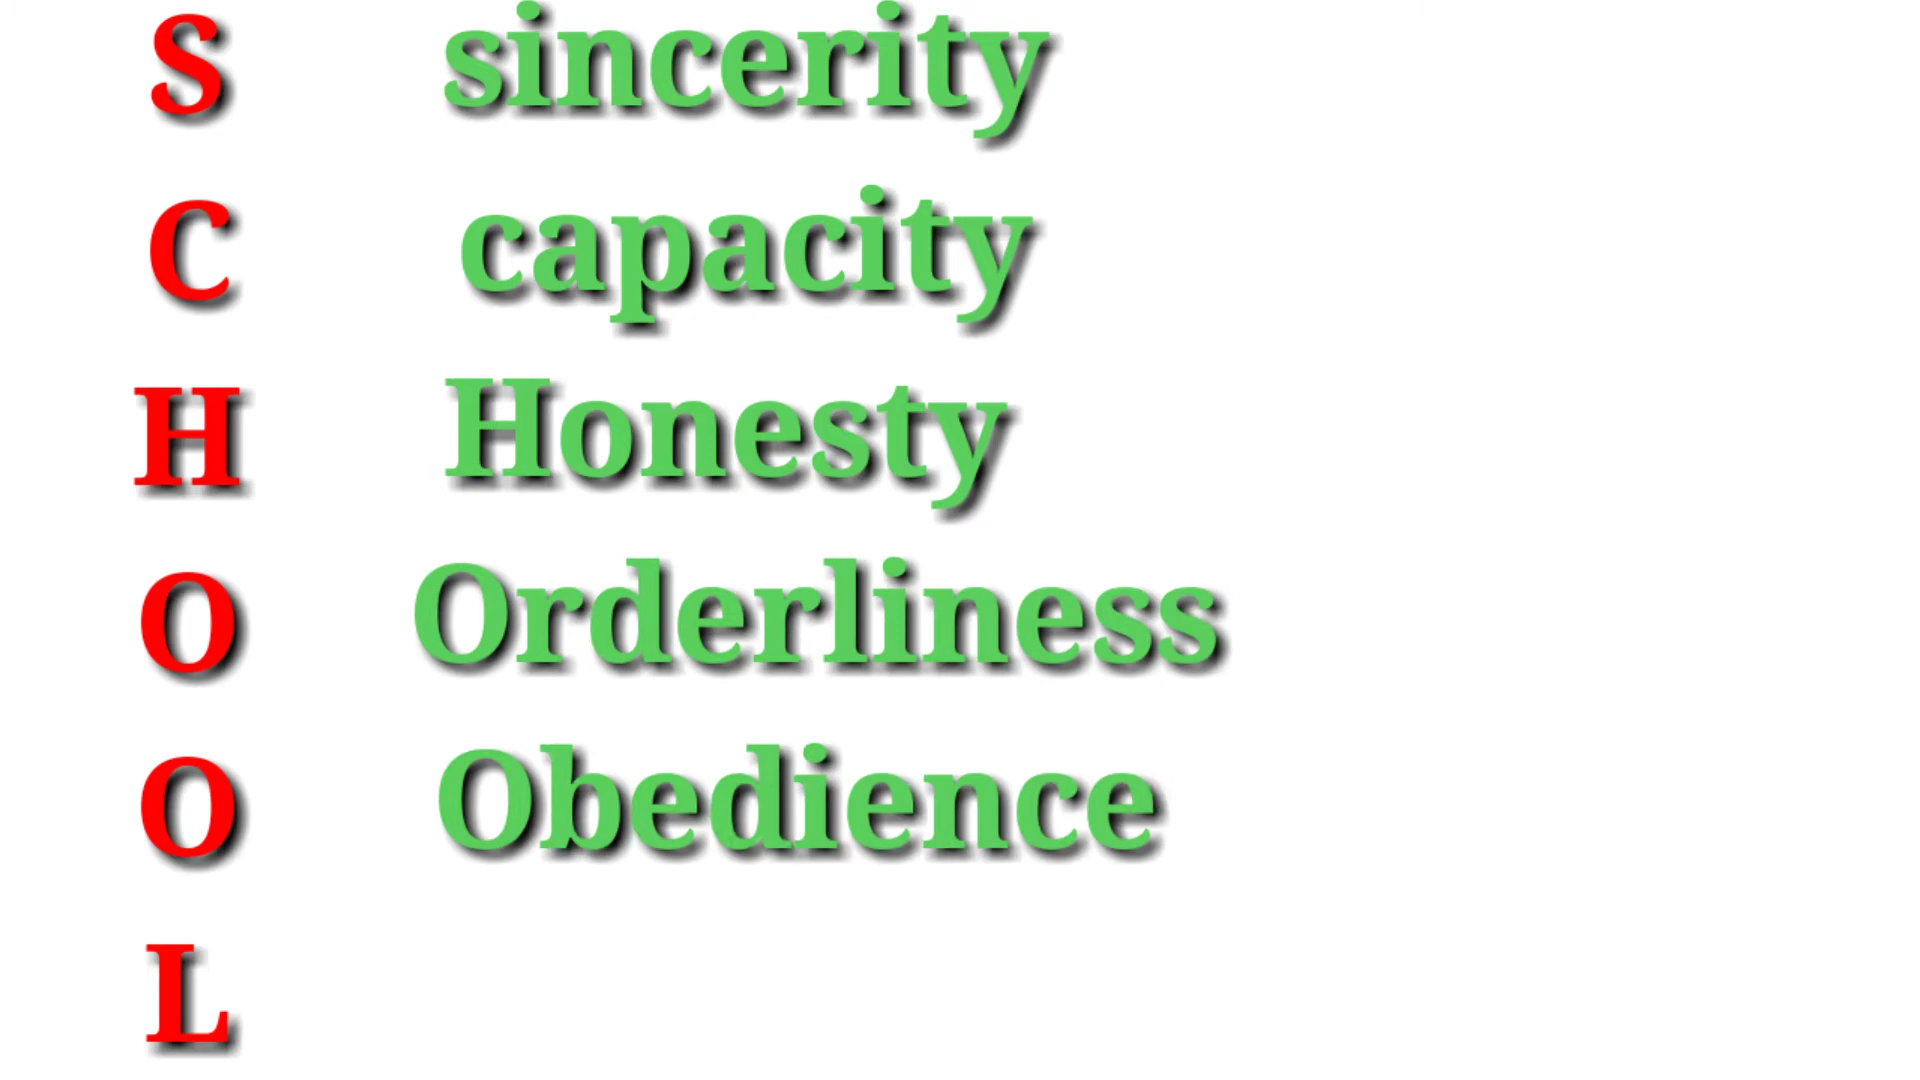 S sincerity
C capacity
H Honesty
O Orderliness
O Obedience
L